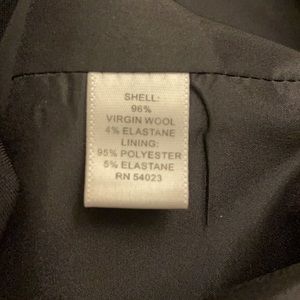 SHELL:
96%
VIRGIN WOOL
4% ELASTANE
LINING:
95% POLYESTER
5% ELASTANE
RN 54023